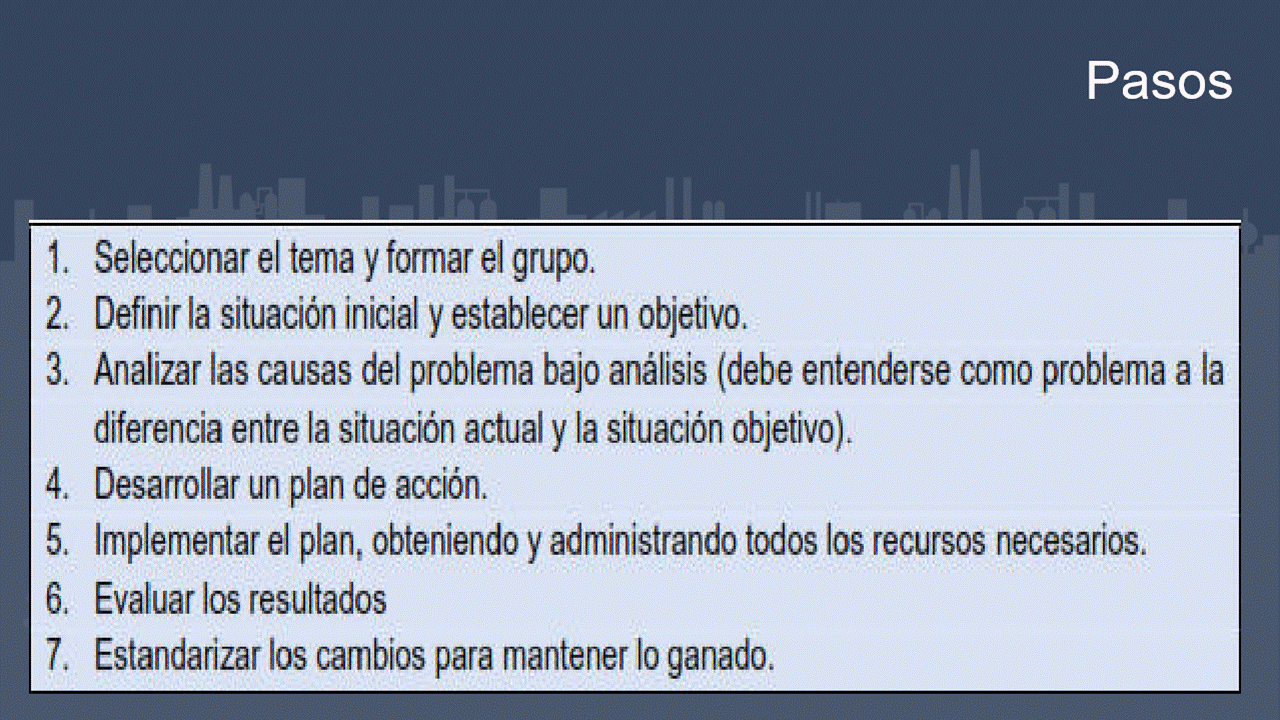 Pasos
1. Seleccionar el tema y formar el grupo.
2. Definir la situación inicial y establecer un objetivo.
3. Analizar las causas del problema bajo análisis (debe entenderse como problema a la
diferencia entre la situación actual y la situación objetivo).
4. Desarrollar un plan de acción.
5. Implementar el plan, obteniendo y administrando todos los recursos necesarios.
6. Evaluar los resultados
7. Estandarizar los cambios para mantener lo ganado.